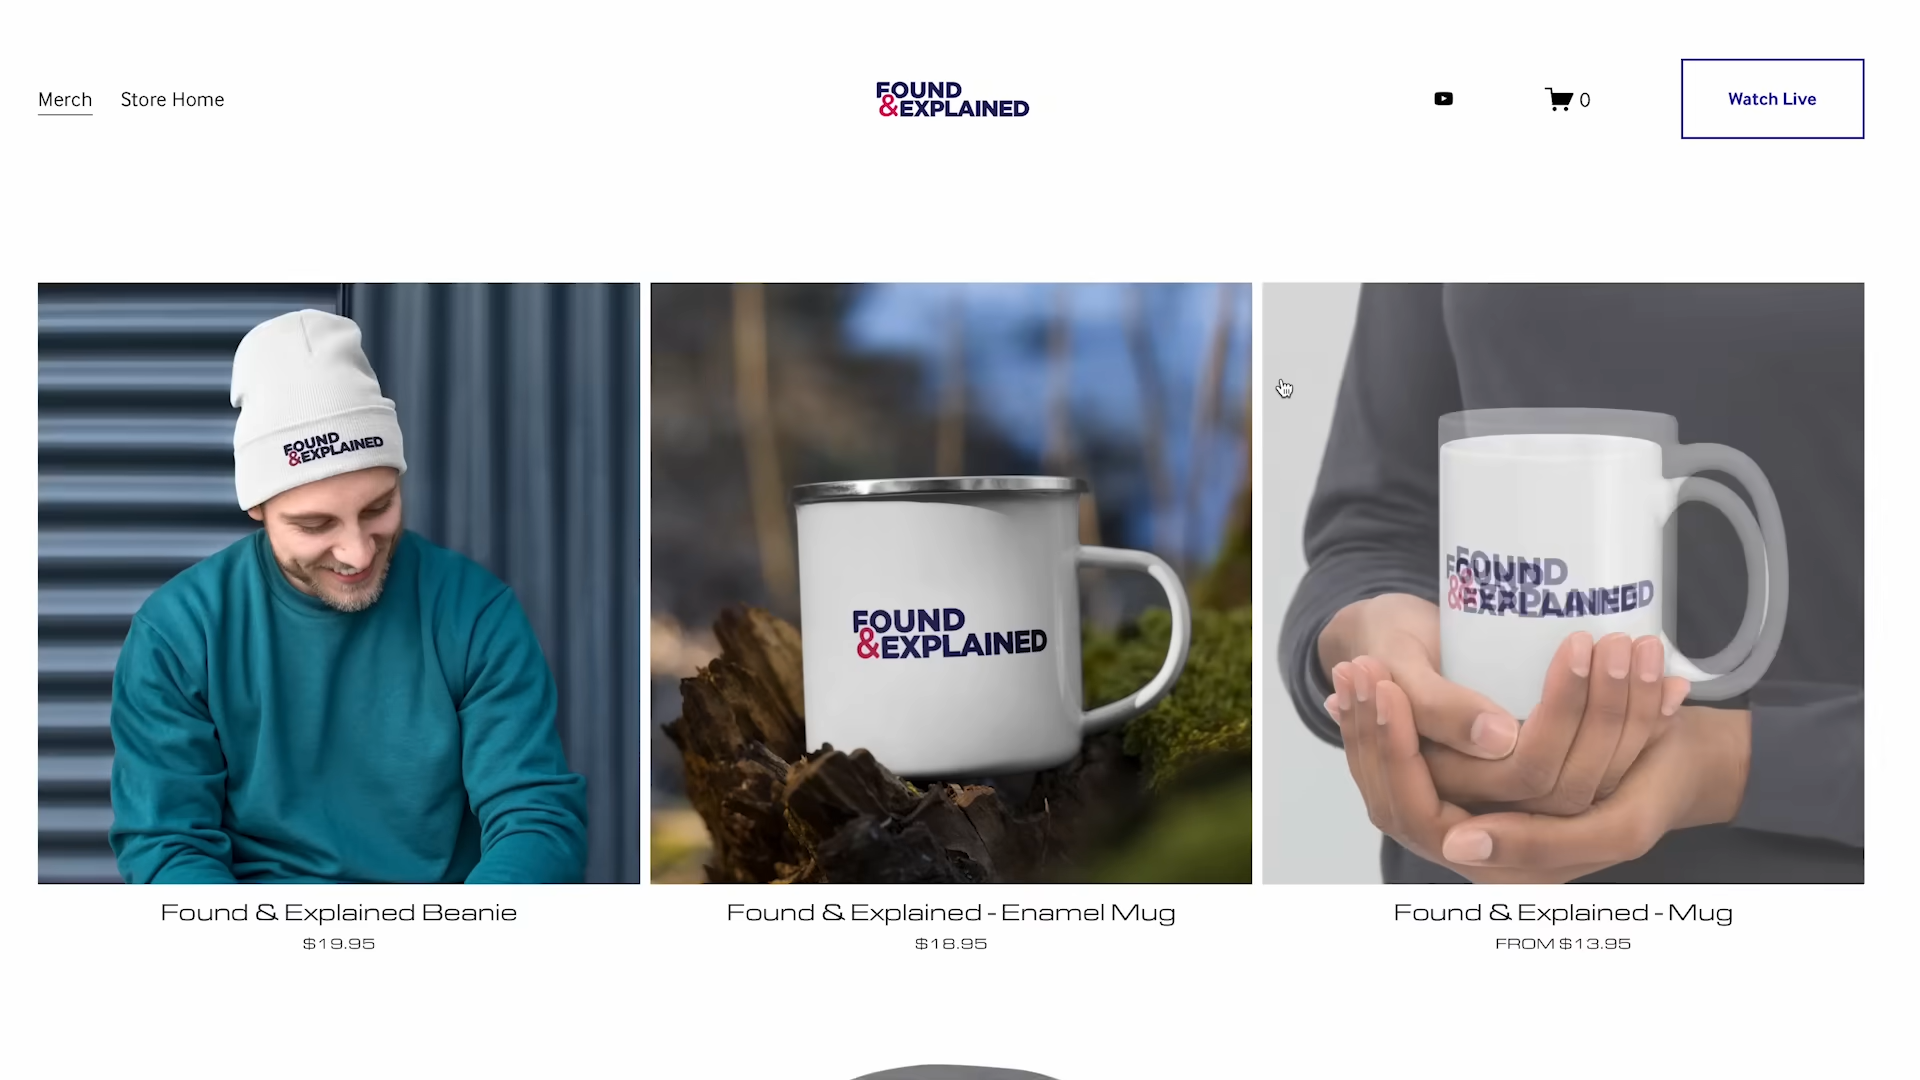 Merch
Store Home
FOUND
&EXPLAINED
0
Watch Live
FOUND
&EXPLAINED
FOUND
&EXPLAINED
FOUND
&EXPLAINED
Found & Explained Beanie
$19.95
Found & Explained - Enamel Mug
$18.95
Found & Explained - Mug
FROM $13.95